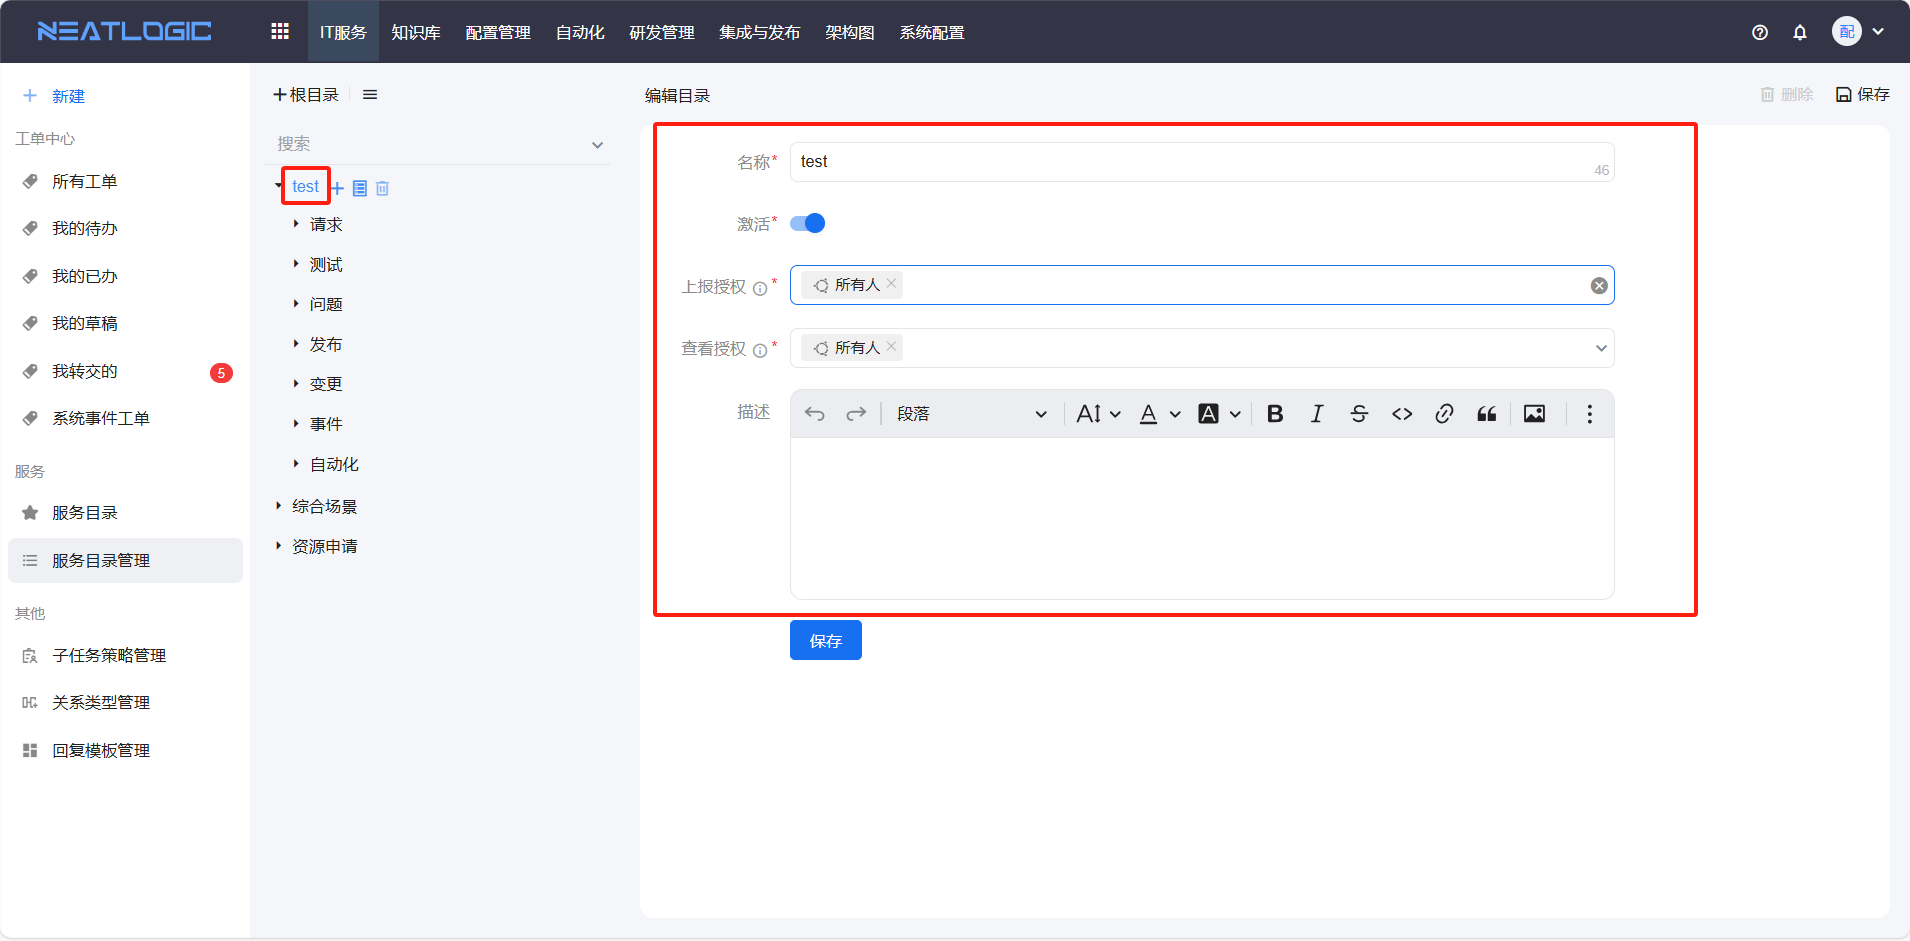 NEATLOGIC
IT服务 知识库 配置管理 自动化 研发管理 集成与发布 架构图 系统配置
配
新建
工单中心
所有工单
我的待办
我的已办
我的草稿
我转交的 5
系统事件工单
服务
服务目录
服务目录管理
其他
子任务策略管理
关系类型管理
回复模板管理
根目录
搜索
test
请求
测试
问题
发布
变更
事件
自动化
综合场景
资源申请
编辑目录
删除 保存
名称* test 46
激活*
上报授权 * 所有人
查看授权 * 所有人
描述
段落
保存